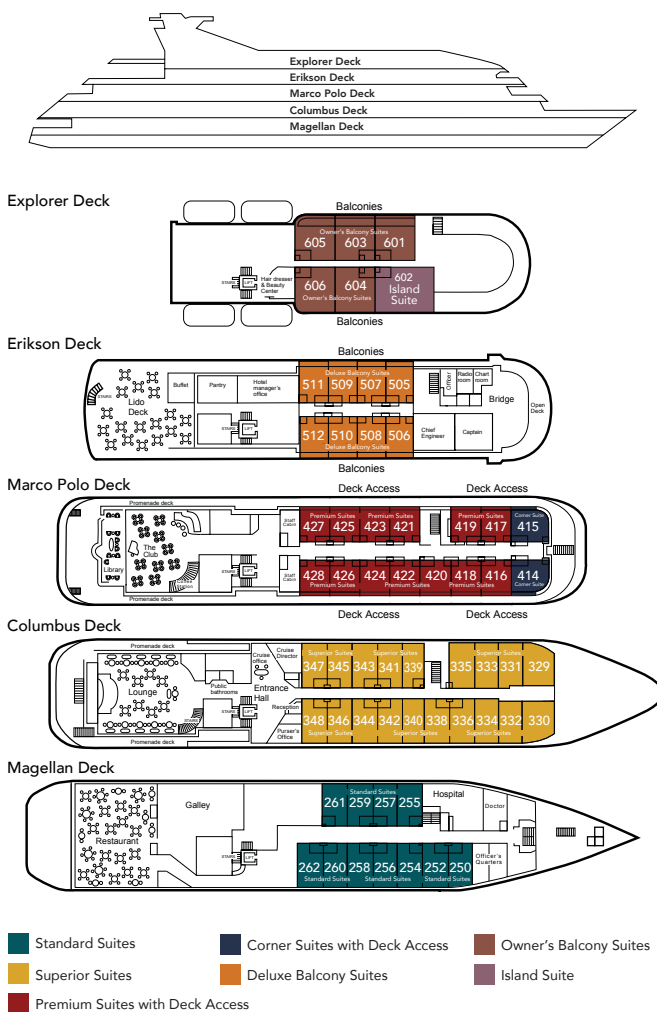 Explorer Deck
Erikson Deck
Marco Polo Deck
Columbus Deck
Magellan Deck
Explorer Deck
Balconies
Owner's Balcony Suites
605 603 601
STAIRS LIFT
Hair dresser
& Beauty
Center
606 604
Owner's Balcony Suites
602
Island
Suite
Balconies
Erikson Deck
Balconies
STAIRS
Lido
Deck
Buffet
Pantry
Hotel
manager's
office
Deluxe Balcony Suites
511 509 507 505
Officer
Radio
room
Chart
room
Bridge
Open
Deck
STAIRS LIFT
512 510 508 506
Deluxe Balcony Suites
Chief
Engineer
Captain
Balconies
Marco Polo Deck
Deck Access Deck Access
Promenade deck
Library
The
Club
Staff
Cabin
Premium Suites Premium Suites
427 425 423 421
Premium Suites
419 417
Corner Suite
415
STAIRS LIFT
Staff
Cabin
428 426 424 422 420 418 416
Premium Suites Premium Suites Premium Suites
414
Corner Suite
Promenade deck
Deck Access Deck Access
Columbus Deck
Promenade deck
Lounge
Public
bathrooms
Cruise
office
Cruise
Director
Entrance
Hall
Superior Suites Superior Suites
347 345 343 341 339
Superior Suites
335 333 331 329
STAIRS
STAIRS LIFT
Reception
Purser's
Office
348 346 344 342 340 338 336 334 332 330
Superior Suites Superior Suites Superior Suites
Promenade deck
Magellan Deck
Restaurant
Galley
Standard Suites
261 259 257 255
Hospital
Doctor
STAIRS LIFT
262 260 258 256 254 252 250
Standard Suites Standard Suites Standard Suites
Officer's
Quarters
Standard Suites
Corner Suites with Deck Access
Owner's Balcony Suites
Superior Suites
Deluxe Balcony Suites
Island Suite
Premium Suites with Deck Access